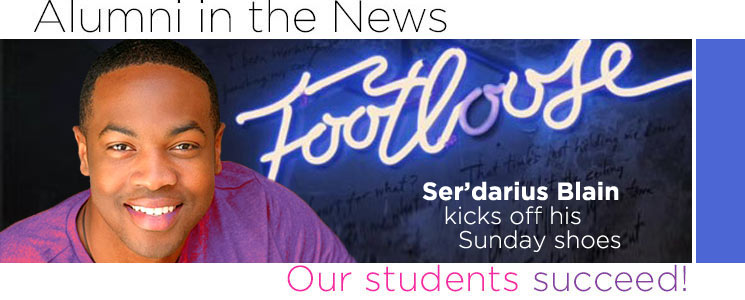 Alumni in the News
Footloose
Ser'darius Blain
kicks off his
Sunday shoes
Our students succeed!